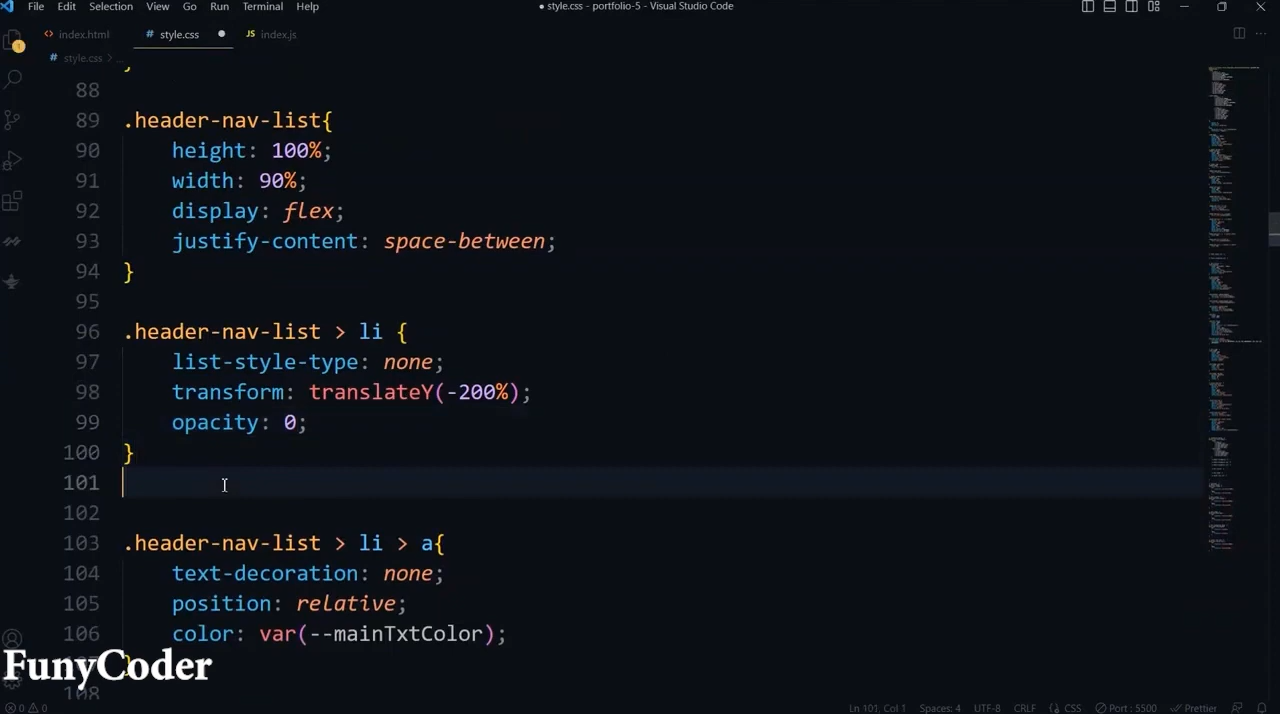 File Edit Selection View Go Run Terminal Help
● style.css - portfolio-5 - Visual Studio Code
index.html
# style.css ●
JS index.js
1
# style.css > ...
}
88
89 .header-nav-list{
90 height: 100%;
91 width: 90%;
92 display: flex;
93 justify-content: space-between;
94 }
95
96 .header-nav-list > li {
97 list-style-type: none;
98 transform: translateY(-200%);
99 opacity: 0;
100 }
101
102
103 .header-nav-list > li > a{
104 text-decoration: none;
105 position: relative;
106 color: var(--mainTxtColor);
108
FunyCoder
0 0
Ln 101, Col 1 Spaces: 4 UTF-8 CRLF {} CSS Port : 5500 Prettier